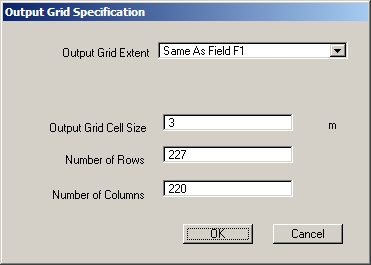 Output Grid Specification
Output Grid Extent Same As Field F1
Output Grid Cell Size 3 m
Number of Rows 227
Number of Columns 220
OK Cancel